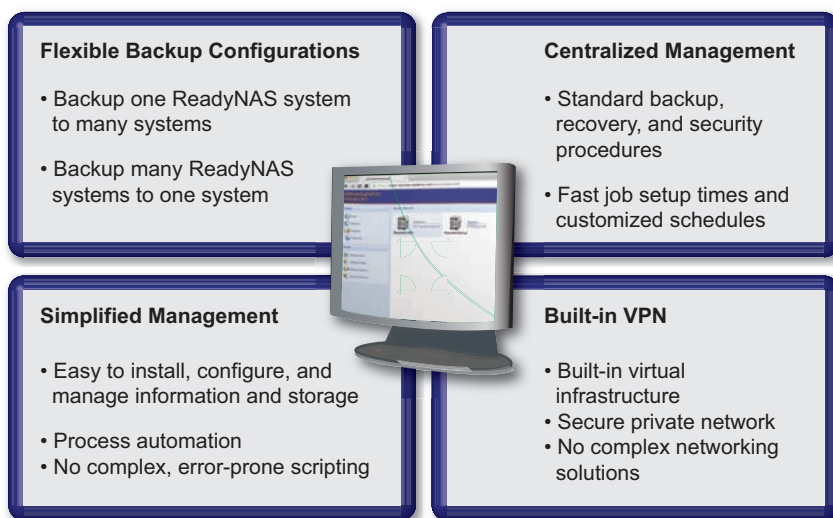 Flexible Backup Configurations
• Backup one ReadyNAS system
to many systems
• Backup many ReadyNAS
systems to one system
Centralized Management
• Standard backup,
recovery, and security
procedures
• Fast job setup times and
customized schedules
Simplified Management
• Easy to install, configure, and
manage information and storage
• Process automation
• No complex, error-prone scripting
Built-in VPN
• Built-in virtual
infrastructure
• Secure private network
• No complex networking
solutions